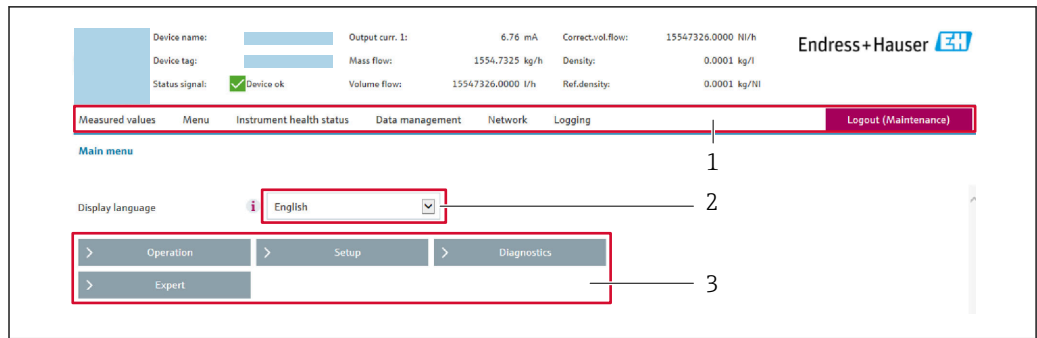 Device name: Output curr. 1: 6.76 mA Correct.vol.flow: 15547326.0000 Nl/h
Endress+Hauser EH
Device tag: Mass flow: 1554.7325 kg/h Density: 0.0001 kg/l
Status signal: Device ok Volume flow: 15547326.0000 l/h Ref.density: 0.0001 kg/Nl
Measured values Menu Instrument health status Data management Network Logging Logout (Maintenance)
1
Main menu
Display language i English 2
> Operation > Setup > Diagnostics
> Expert 3